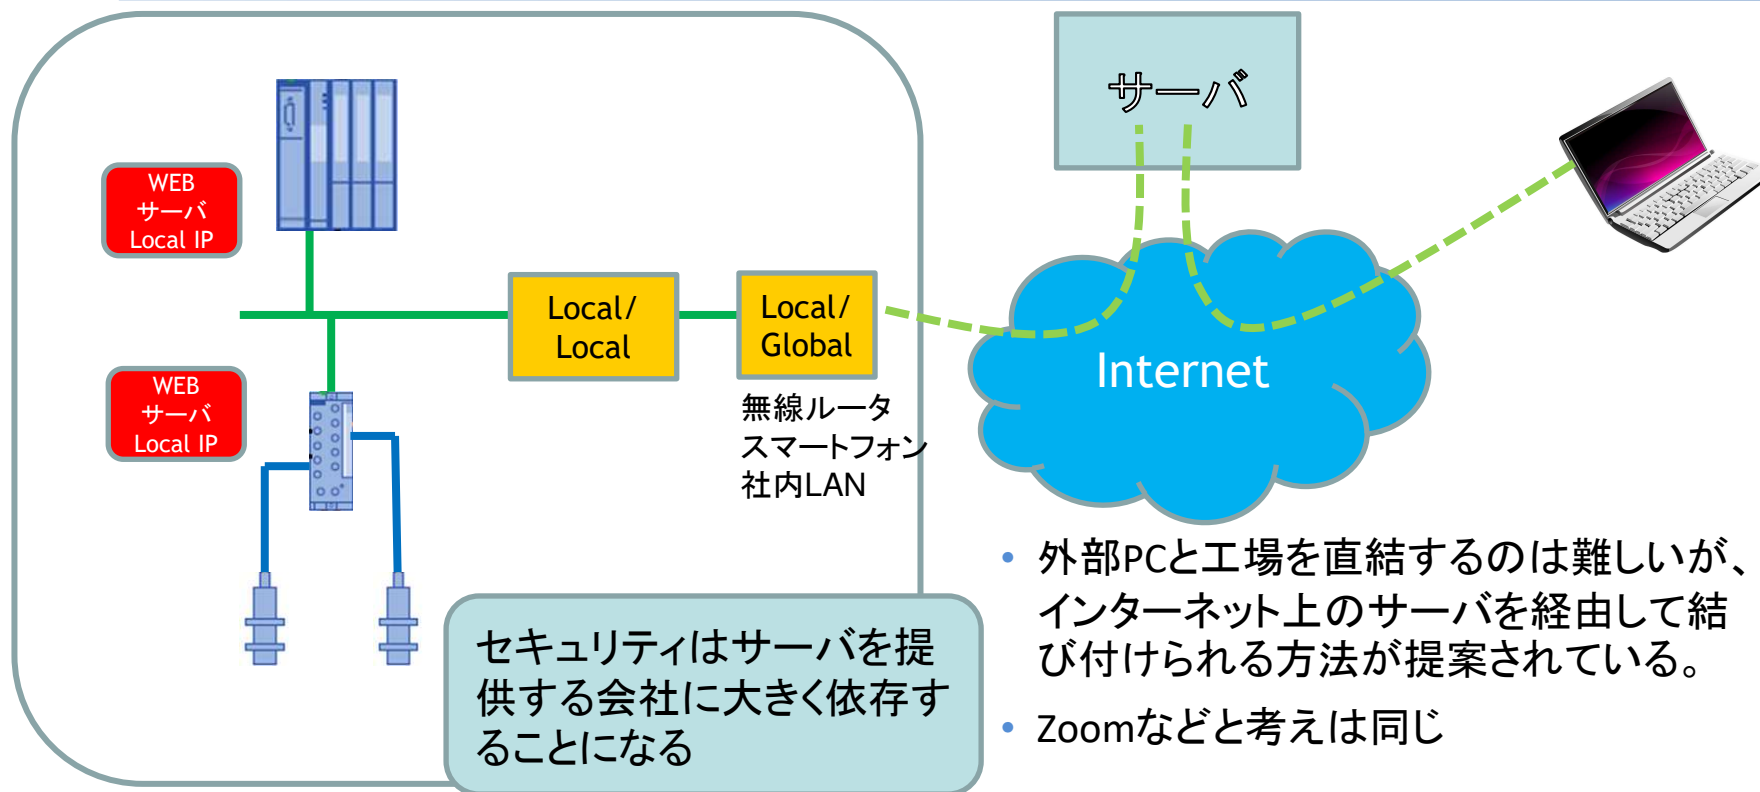 サーバ
WEB
サーバ
Local IP
Local/
Local
Local/
Global
無線ルータ
スマートフォン
社内LAN
Internet
WEB
サーバ
Local IP
セキュリティはサーバを提
供する会社に大きく依存す
ることになる
• 外部PCと工場を直結するのは難しいが、
インターネット上のサーバを経由して結
び付けられる方法が提案されている。
• Zoomなどと考えは同じ